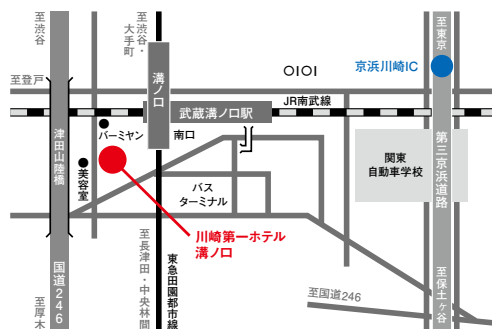 至渋谷
至渋谷・
大手町
至東京
OIOI
京浜川崎IC
溝ノ口
至登戸
JR南武線
武蔵溝ノ口駅
バーミヤン
南口
津田山陸橋
美容室
関東
自動車学校
第三京浜道路
バス
ターミナル
川崎第一ホテル
溝ノ口
国道246
至厚木
至長津田・中央林間
東急田園都市線
至国道246
至保土ヶ谷